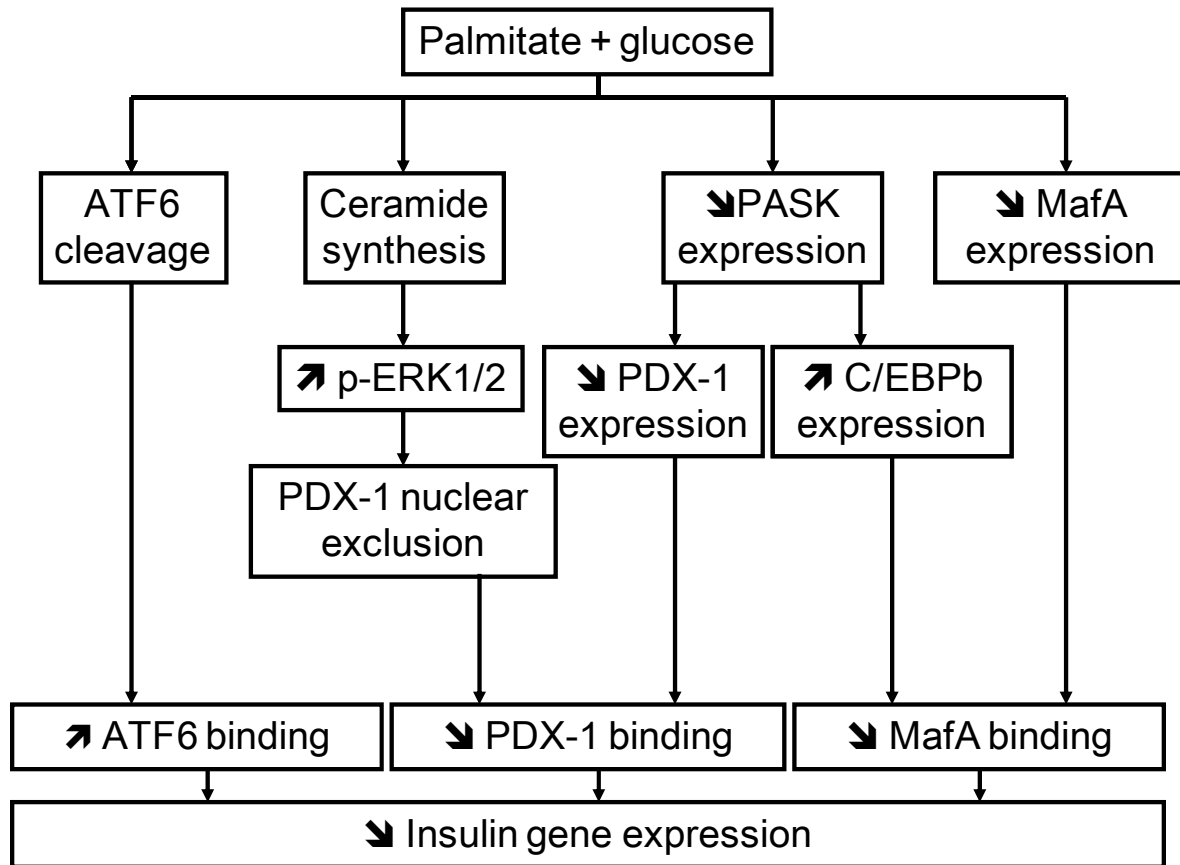 Palmitate + glucose
ATF6
cleavage
Ceramide
synthesis
⬊PASK
expression
⬊ MafA
expression
⬈ p-ERK1/2
⬊ PDX-1
expression
⬈ C/EBPb
expression
PDX-1 nuclear
exclusion
⬈ ATF6 binding
⬊ PDX-1 binding
⬊ MafA binding
⬊ Insulin gene expression